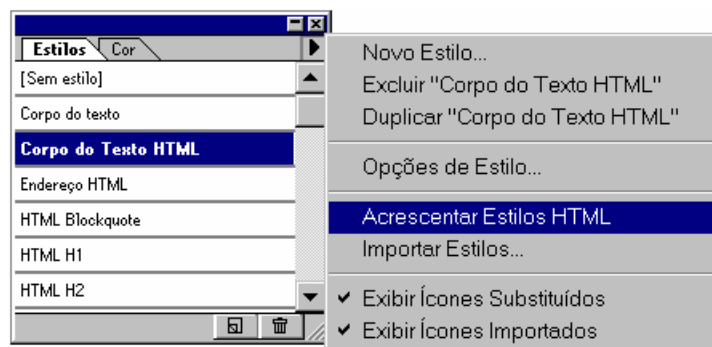 Estilos Cor
[Sem estilo]
Corpo do texto
Corpo do Texto HTML
Endereço HTML
HTML Blockquote
HTML H1
HTML H2
Novo Estilo...
Excluir "Corpo do Texto HTML"
Duplicar "Corpo do Texto HTML"
Opções de Estilo...
Acrescentar Estilos HTML
Importar Estilos...
Exibir Ícones Substituídos
Exibir Ícones Importados